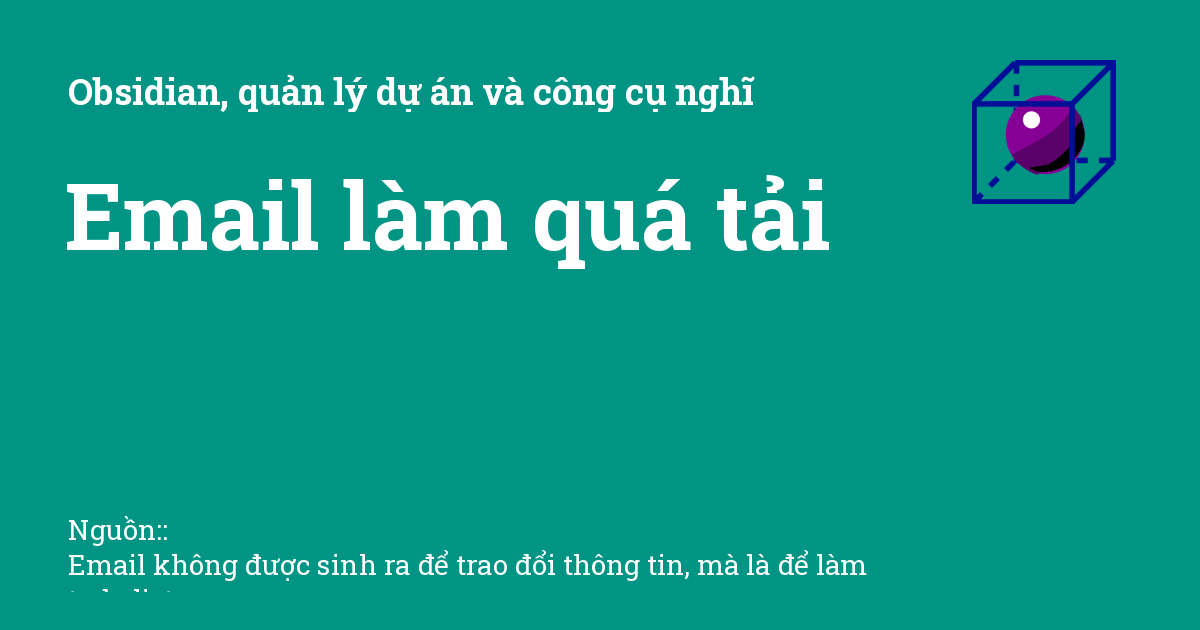 Obsidian, quản lý dự án và công cụ nghĩ
Email làm quá tải
Nguồn::
Email không được sinh ra để trao đổi thông tin, mà là để làm